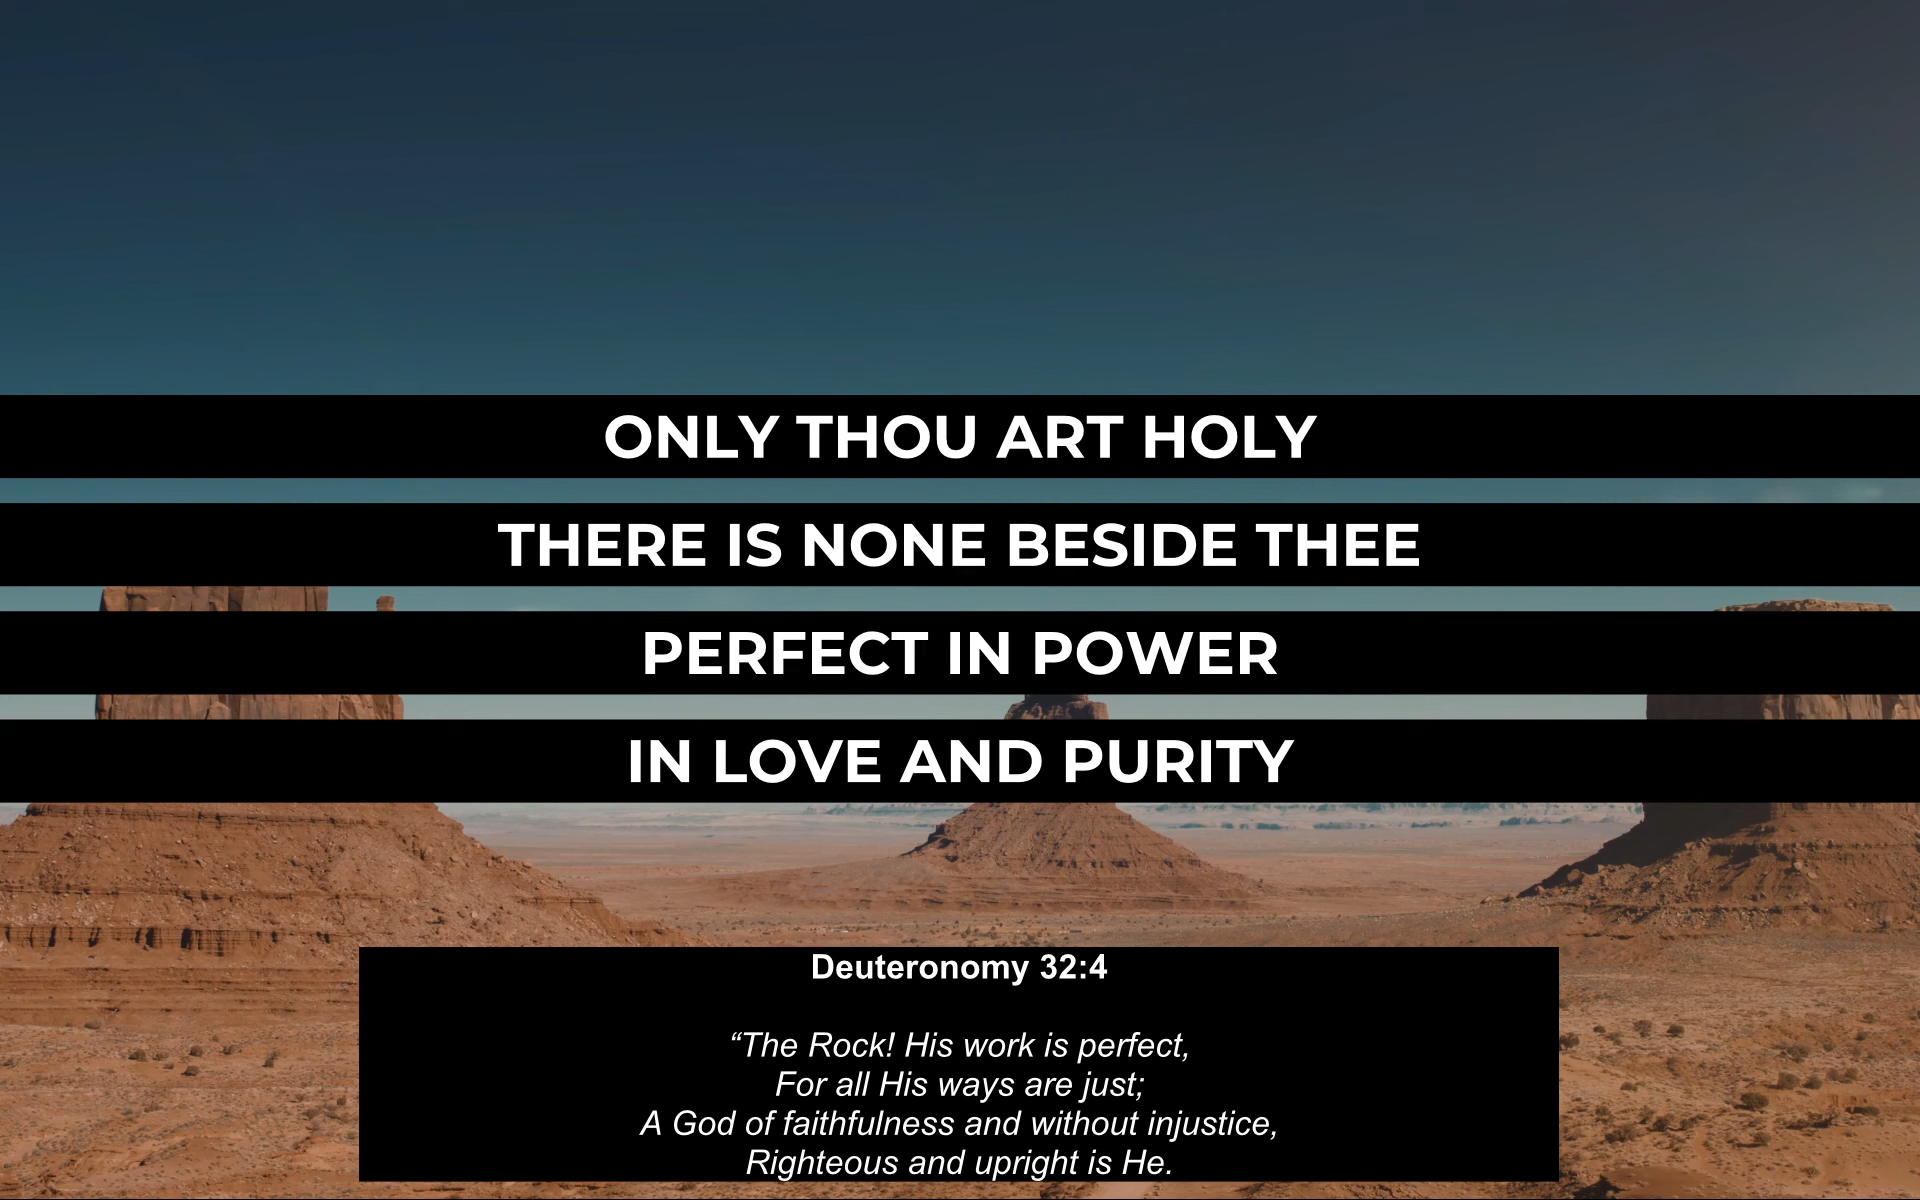 ONLY THOU ART HOLY
THERE IS NONE BESIDE THEE
PERFECT IN POWER
IN LOVE AND PURITY
Deuteronomy 32:4
“The Rock! His work is perfect,
For all His ways are just;
A God of faithfulness and without injustice,
Righteous and upright is He.